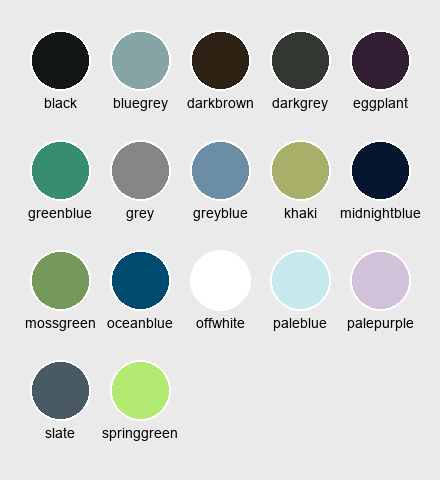 black bluegrey darkbrown darkgrey eggplant
greenblue grey greyblue khaki midnightblue
mossgreen oceanblue offwhite paleblue palepurple
slate springgreen